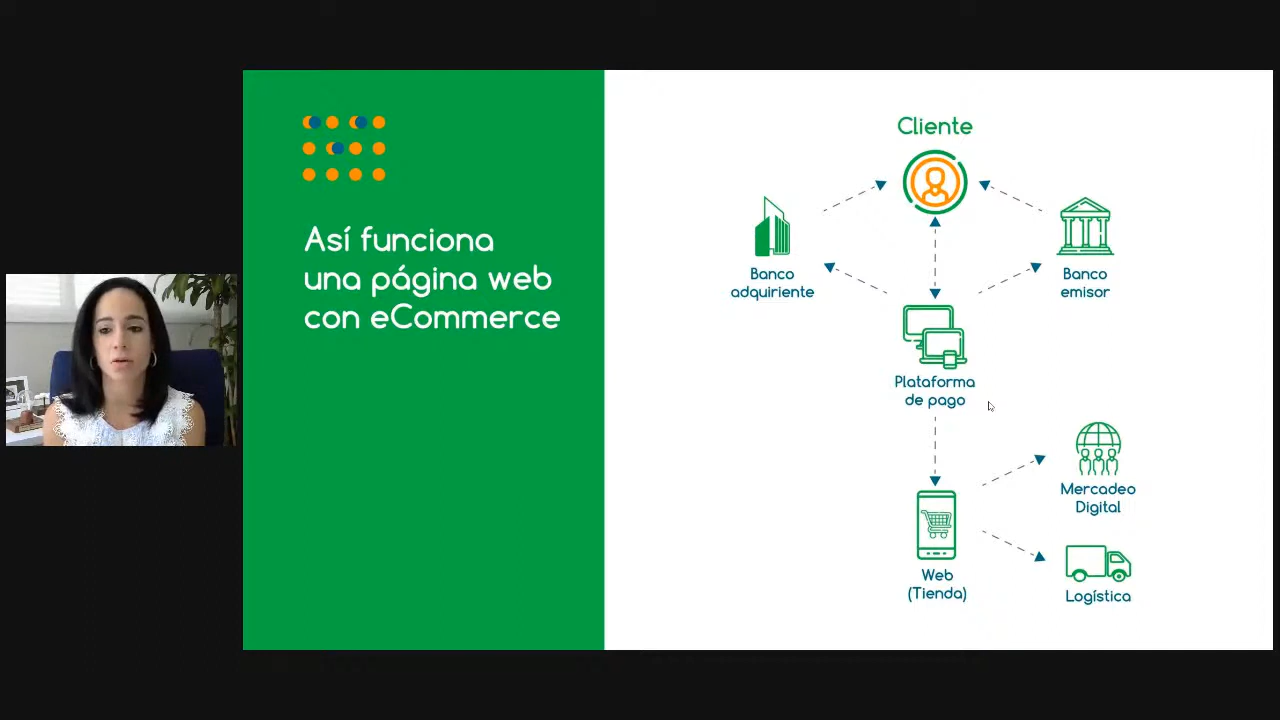 Así funciona
una página web
con eCommerce
Cliente
Banco
adquiriente
Banco
emisor
Plataforma
de pago
Mercadeo
Digital
Web
(Tienda)
Logística